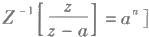 Z⁻¹[z/(z − a) = aⁿ]